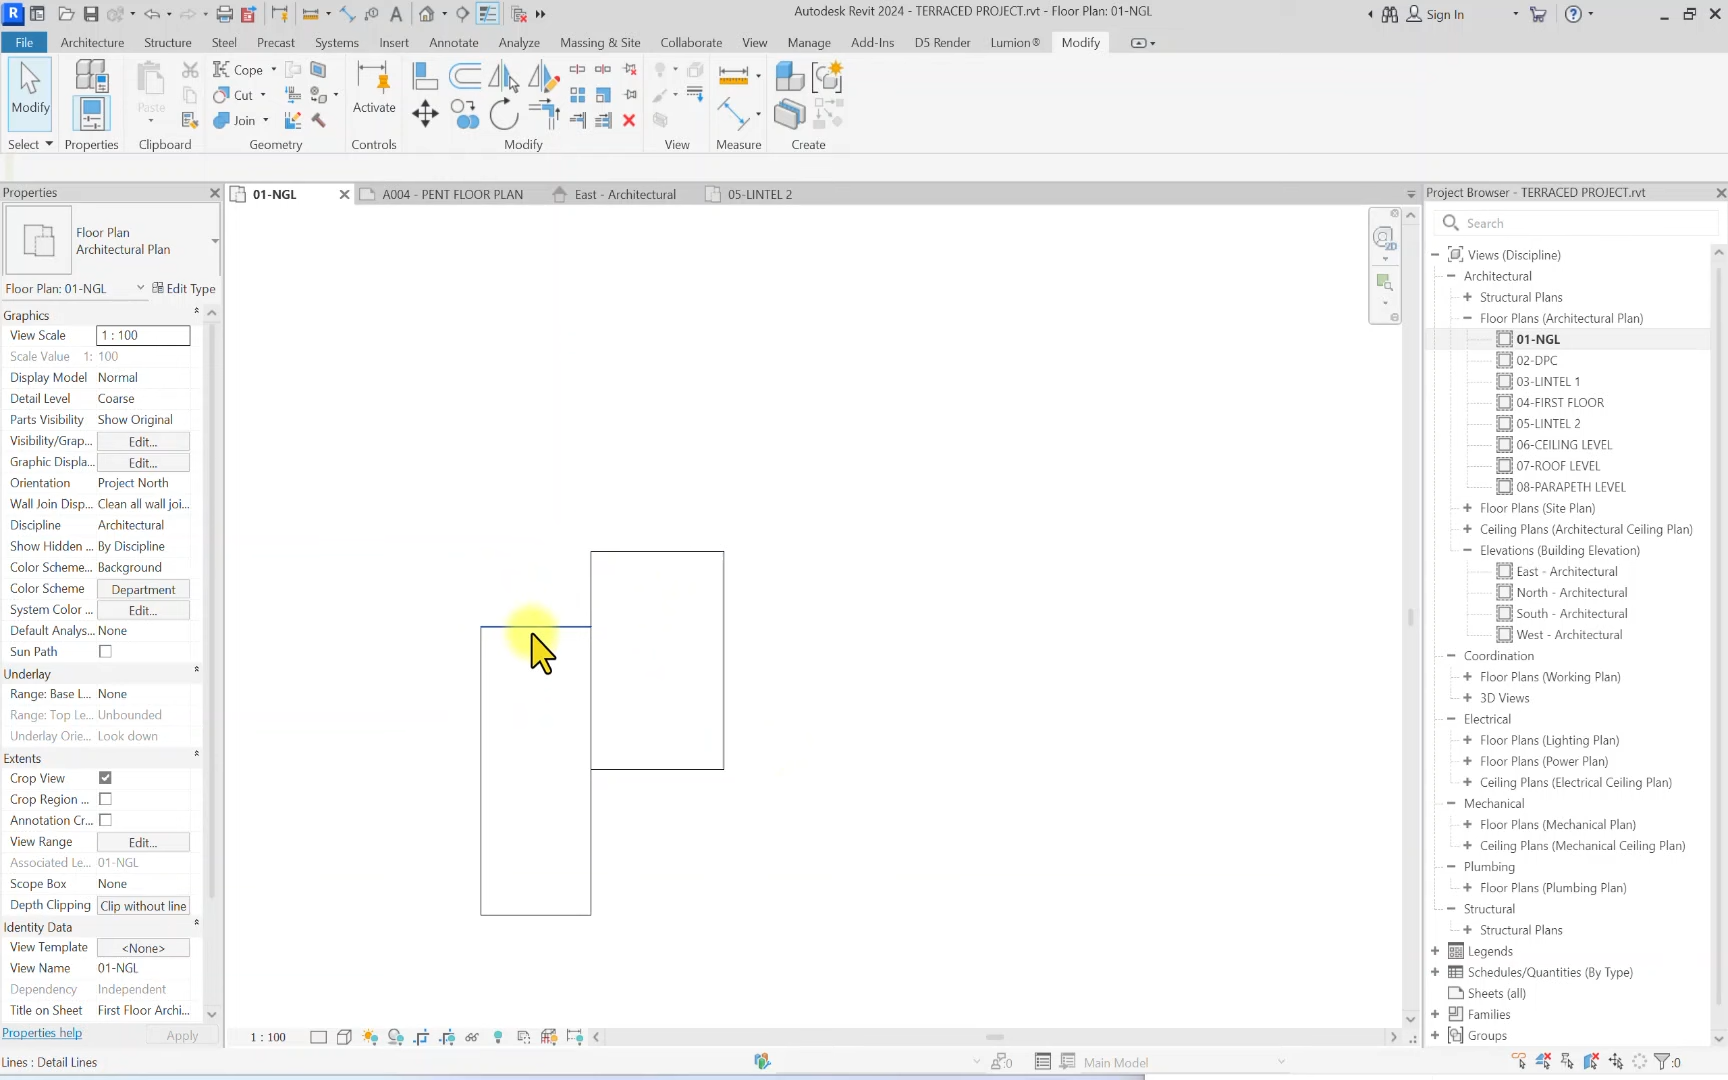 Autodesk Revit 2024 - TERRACED PROJECT.rvt - Floor Plan: 01-NGL
Sign In
File Architecture Structure Steel Precast Systems Insert Annotate Analyze Massing & Site Collaborate View Manage Add-Ins D5 Render Lumion® Modify
Modify
Paste
Cope
Cut
Join
Activate
Select Properties Clipboard Geometry Controls Modify View Measure Create
Properties
01-NGL
A004 - PENT FLOOR PLAN
East - Architectural
05-LINTEL 2
Project Browser - TERRACED PROJECT.rvt
Floor Plan
Architectural Plan
Floor Plan: 01-NGL
Edit Type
Graphics
View Scale 1 : 100
Scale Value 1: 100
Display Model Normal
Detail Level Coarse
Parts Visibility Show Original
Visibility/Grap... Edit...
Graphic Displa... Edit...
Orientation Project North
Wall Join Disp... Clean all wall joi...
Discipline Architectural
Show Hidden ... By Discipline
Color Scheme... Background
Color Scheme Department
System Color ... Edit...
Default Analys... None
Sun Path
Underlay
Range: Base L... None
Range: Top Le... Unbounded
Underlay Orie... Look down
Extents
Crop View
Crop Region ...
Annotation Cr...
View Range Edit...
Associated Le... 01-NGL
Scope Box None
Depth Clipping Clip without line
Identity Data
View Template <None>
View Name 01-NGL
Dependency Independent
Title on Sheet First Floor Archi...
Properties help
Apply
2D
Search
Views (Discipline)
Architectural
Structural Plans
Floor Plans (Architectural Plan)
01-NGL
02-DPC
03-LINTEL 1
04-FIRST FLOOR
05-LINTEL 2
06-CEILING LEVEL
07-ROOF LEVEL
08-PARAPETH LEVEL
Floor Plans (Site Plan)
Ceiling Plans (Architectural Ceiling Plan)
Elevations (Building Elevation)
East - Architectural
North - Architectural
South - Architectural
West - Architectural
Coordination
Floor Plans (Working Plan)
3D Views
Electrical
Floor Plans (Lighting Plan)
Floor Plans (Power Plan)
Ceiling Plans (Electrical Ceiling Plan)
Mechanical
Floor Plans (Mechanical Plan)
Ceiling Plans (Mechanical Ceiling Plan)
Plumbing
Floor Plans (Plumbing Plan)
Structural
Structural Plans
Legends
Schedules/Quantities (By Type)
Sheets (all)
Families
Groups
1 : 100
Lines : Detail Lines
:0
Main Model
:0